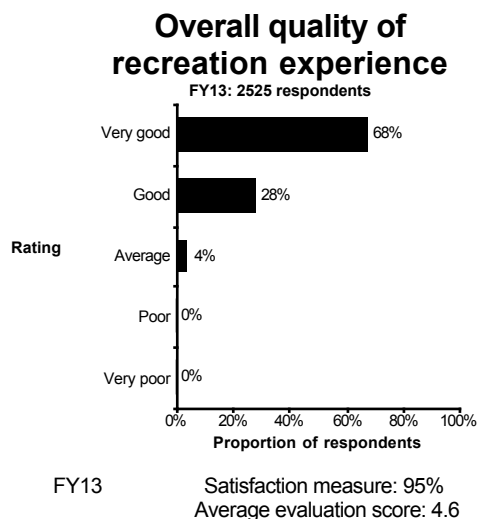 Overall quality of
recreation experience
FY13: 2525 respondents
Very good 68%
Good 28%
Rating
Average 4%
Poor 0%
Very poor 0%
0% 20% 40% 60% 80% 100%
Proportion of respondents
FY13 Satisfaction measure: 95%
Average evaluation score: 4.6